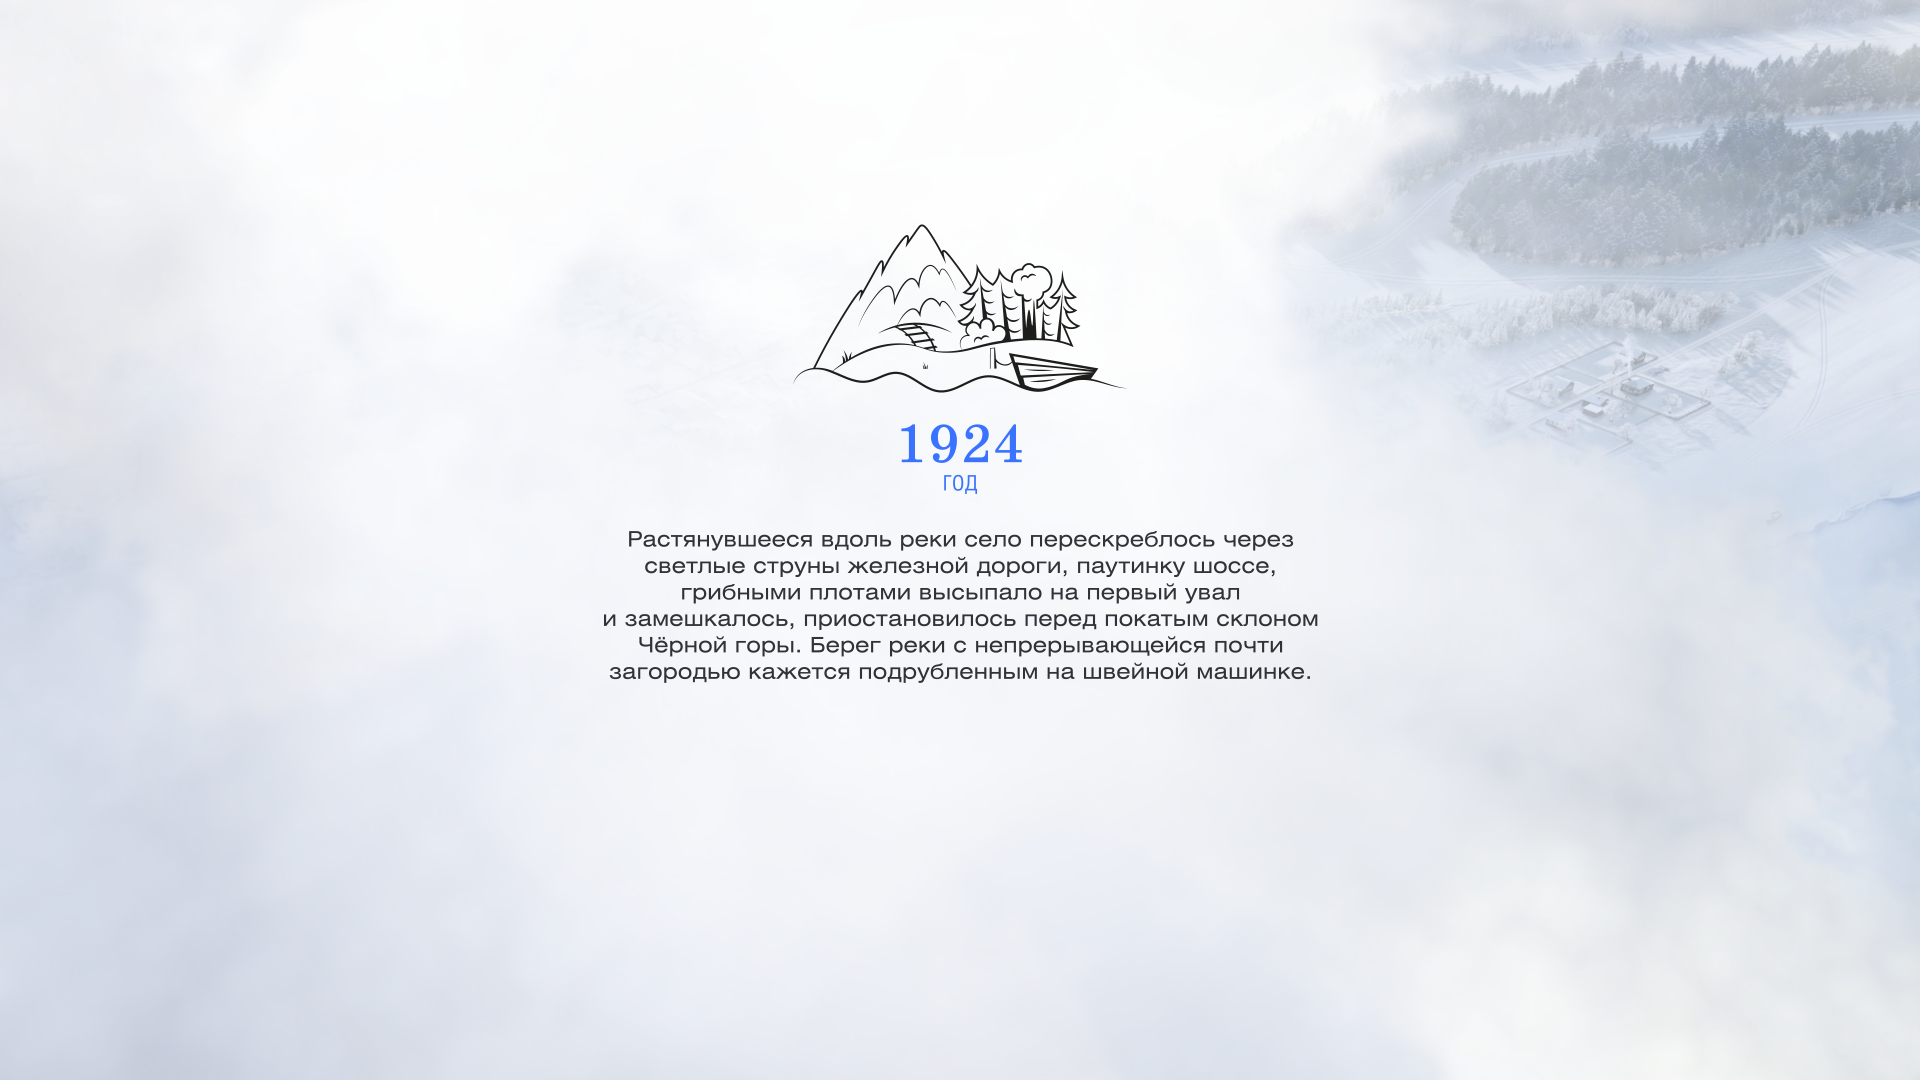 1924
ГОД
Растянувшееся вдоль реки село перескреблось через
светлые струны железной дороги, паутинку шоссе,
грибными плотами высыпало на первый увал
и замешкалось, приостановилось перед покатым склоном
Чёрной горы. Берег реки с непрерывающейся почти
загородью кажется подрубленным на швейной машинке.